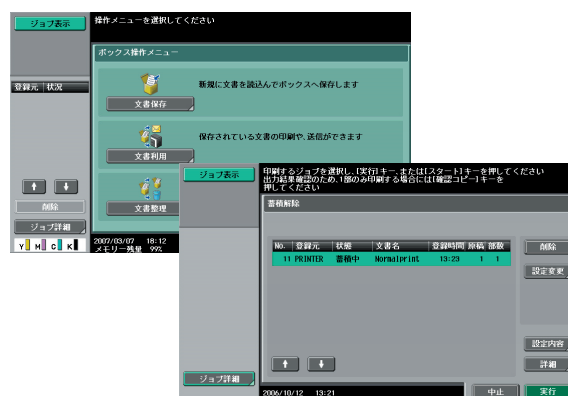 ジョブ表示
操作メニューを選択してください
ボックス操作メニュー
登録元 状況
新規に文書を読込んでボックスへ保存します
文書保存
保存されている文書の印刷や、送信ができます
文書利用
文書整理
↑ ↓
削除
ジョブ詳細
Y M C K
2007/03/07 18:12
メモリー残量 99%
ジョブ表示
印刷するジョブを選択し、[実行]キー、または[スタート]キーを押してください
出力結果確認のため、1部のみ印刷する場合には[確認コピー]キーを
押してください
蓄積解除
No. 登録元 状態 文書名 登録時間 原稿 部数
11 PRINTER 蓄積中 Normalprint 13:23 1 1
削除
設定変更
設定内容
↑ ↓
詳細
ジョブ詳細
2006/10/12 13:21
中止
実行